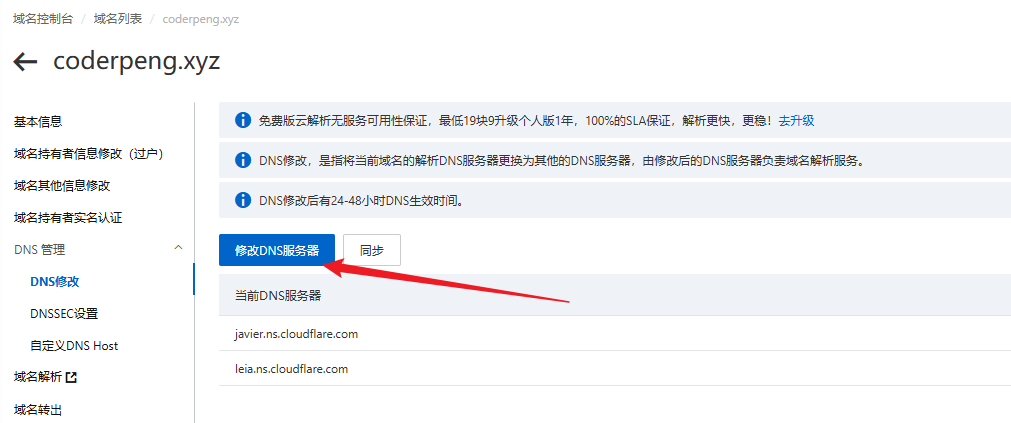 域名控制台 / 域名列表 / coderpeng.xyz
coderpeng.xyz
基本信息
域名持有者信息修改（过户）
域名其他信息修改
域名持有者实名认证
DNS 管理
DNS修改
DNSSEC设置
自定义DNS Host
域名解析
域名转出
免费版云解析无服务可用性保证，最低19块9升级个人版1年，100%的SLA保证，解析更快，更稳！去升级
DNS修改，是指将当前域名的解析DNS服务器更换为其他的DNS服务器，由修改后的DNS服务器负责域名解析服务。
DNS修改后有24-48小时DNS生效时间。
修改DNS服务器 同步
当前DNS服务器
javier.ns.cloudflare.com
leia.ns.cloudflare.com